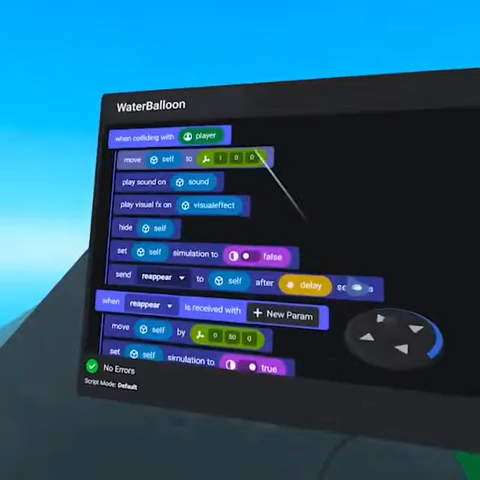 WaterBalloon
when colliding with player
move self to 1 0 0
play sound on sound
play visual fx on visualeffect
hide self
set self simulation to false
send reappear to self after delay
when reappear is received with + New Param
move self by 0 50 0
set self simulation to true
No Errors
Script Mode: Default